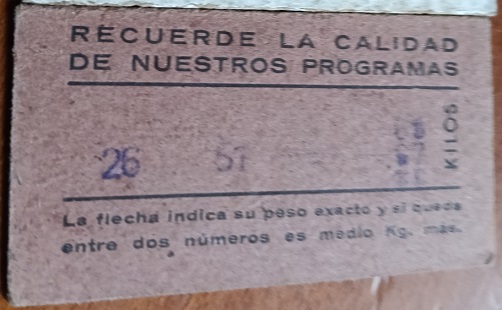 RECUERDE LA CALIDAD
DE NUESTROS PROGRAMAS
26 51
KILOS
La flecha indica su peso exacto y si queda
entre dos números es medio Kg. más.